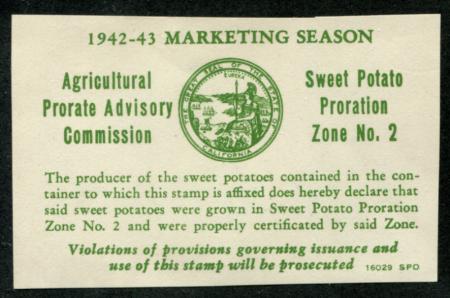 1942-43 MARKETING SEASON
Agricultural
Prorate Advisory
Commission
THE GREAT SEAL OF THE STATE OF
EUREKA
CALIFORNIA
Sweet Potato
Proration
Zone No. 2
The producer of the sweet potatoes contained in the con-
tainer to which this stamp is affixed does hereby declare that
said sweet potatoes were grown in Sweet Potato Proration
Zone No. 2 and were properly certificated by said Zone.
Violations of provisions governing issuance and
use of this stamp will be prosecuted
16029 SPO